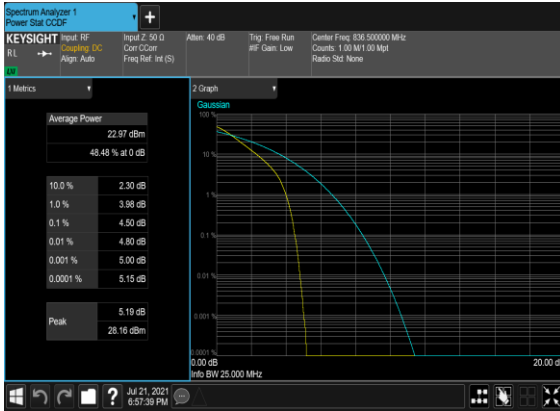 Spectrum Analyzer 1
Power Stat CCDF
KEYSIGHT
RL
Input: RF
Coupling: DC
Align: Auto
Input Z: 50 Ω
Corr CCorr
Freq Ref: Int (S)
Atten: 40 dB
Trig: Free Run
#IF Gain: Low
Center Freq: 836.500000 MHz
Counts: 1.00 M/1.00 Mpt
Radio Std: None
1 Metrics
Average Power
22.97 dBm
48.48 % at 0 dB
10.0 % 2.30 dB
1.0 % 3.98 dB
0.1 % 4.50 dB
0.01 % 4.80 dB
0.001 % 5.00 dB
0.0001 % 5.15 dB
Peak 5.19 dB
28.16 dBm
2 Graph
Gaussian
100 %
10 %
1 %
0.1 %
0.01 %
0.001 %
0.0001 %
0.00 dB 20.00 d
Info BW 25.000 MHz
?
Jul 21, 2021
6:57:39 PM